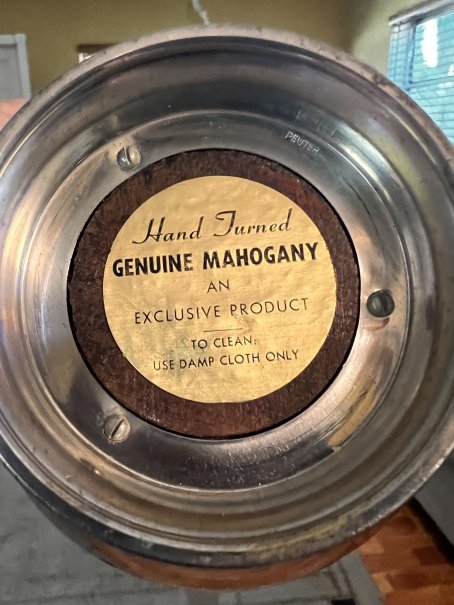 PEWTER
Hand Turned
GENUINE MAHOGANY
AN
EXCLUSIVE PRODUCT
TO CLEAN:
USE DAMP CLOTH ONLY